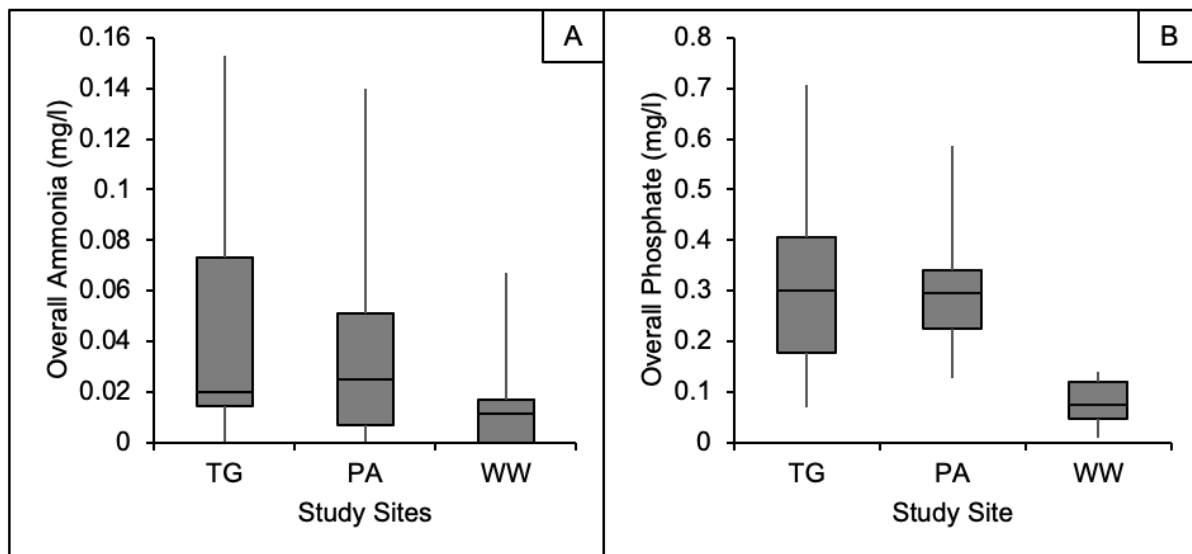 A
Overall Ammonia (mg/l)
0.16
0.14
0.12
0.1
0.08
0.06
0.04
0.02
0
TG PA WW
Study Sites
B
Overall Phosphate (mg/l)
0.8
0.7
0.6
0.5
0.4
0.3
0.2
0.1
0
TG PA WW
Study Site